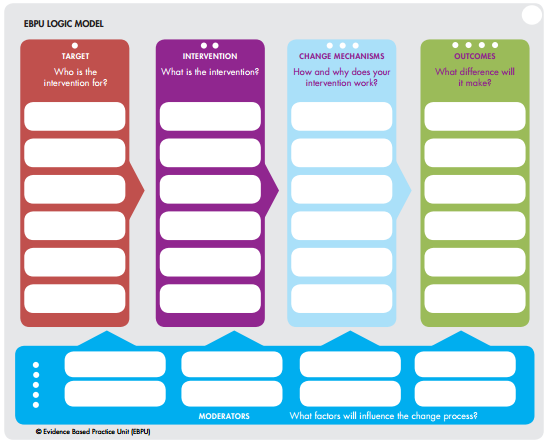 EBPU LOGIC MODEL
TARGET
Who is the
intervention for?
INTERVENTION
What is the intervention?
CHANGE MECHANISMS
How and why does your
intervention work?
OUTCOMES
What difference will
it make?
MODERATORS What factors will influence the change process?
© Evidence Based Practice Unit (EBPU)